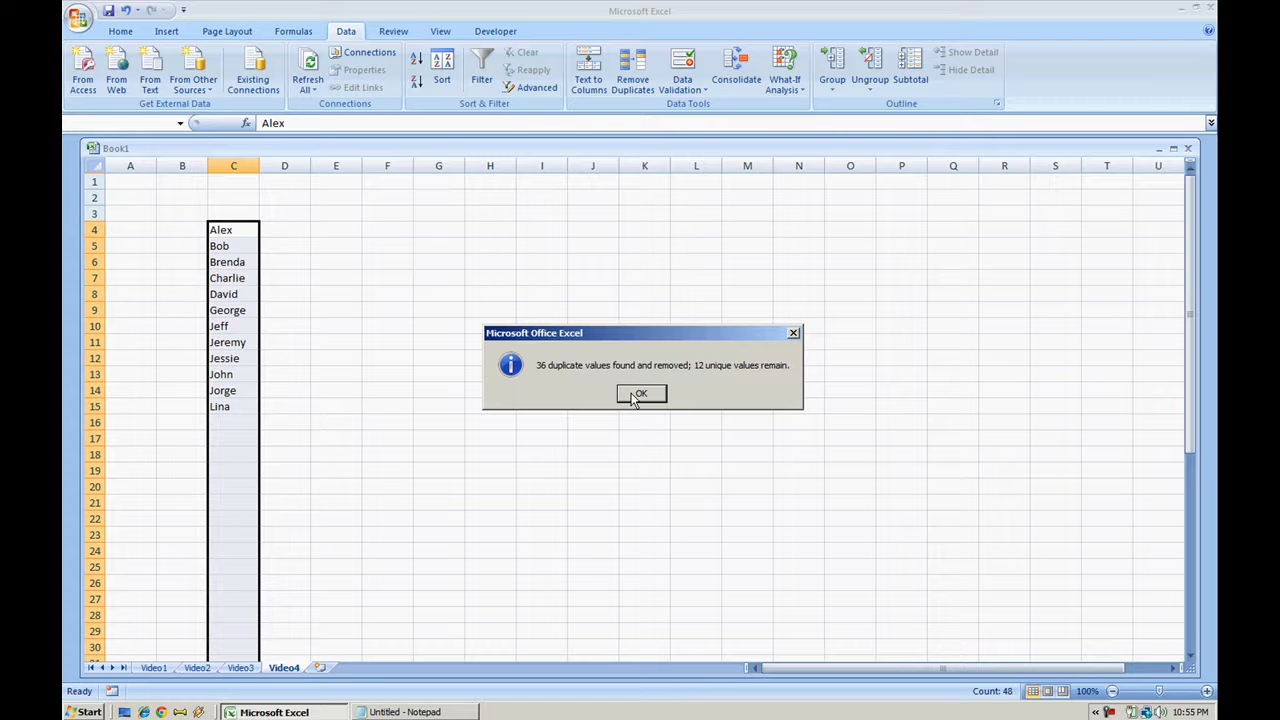 Microsoft Excel
Home Insert Page Layout Formulas Data Review View Developer
From Access
From Web
From Text
From Other Sources
Existing Connections
Get External Data
Refresh All
Connections
Properties
Edit Links
Connections
Sort
Filter
Clear
Reapply
Advanced
Sort & Filter
Text to Columns
Remove Duplicates
Data Validation
Consolidate
What-If Analysis
Data Tools
Group
Ungroup
Subtotal
Show Detail
Hide Detail
Outline
fx Alex
Book1
A B C D E F G H I J K L M N O P Q R S T U
1
2
3
4 Alex
5 Bob
6 Brenda
7 Charlie
8 David
9 George
10 Jeff
11 Jeremy
12 Jessie
13 John
14 Jorge
15 Lina
16
17
18
19
20
21
22
23
24
25
26
27
28
29
30
Microsoft Office Excel
36 duplicate values found and removed; 12 unique values remain.
OK
Video1 Video2 Video3 Video4
Ready Count: 48 100%
Start Microsoft Excel Untitled - Notepad 10:55 PM